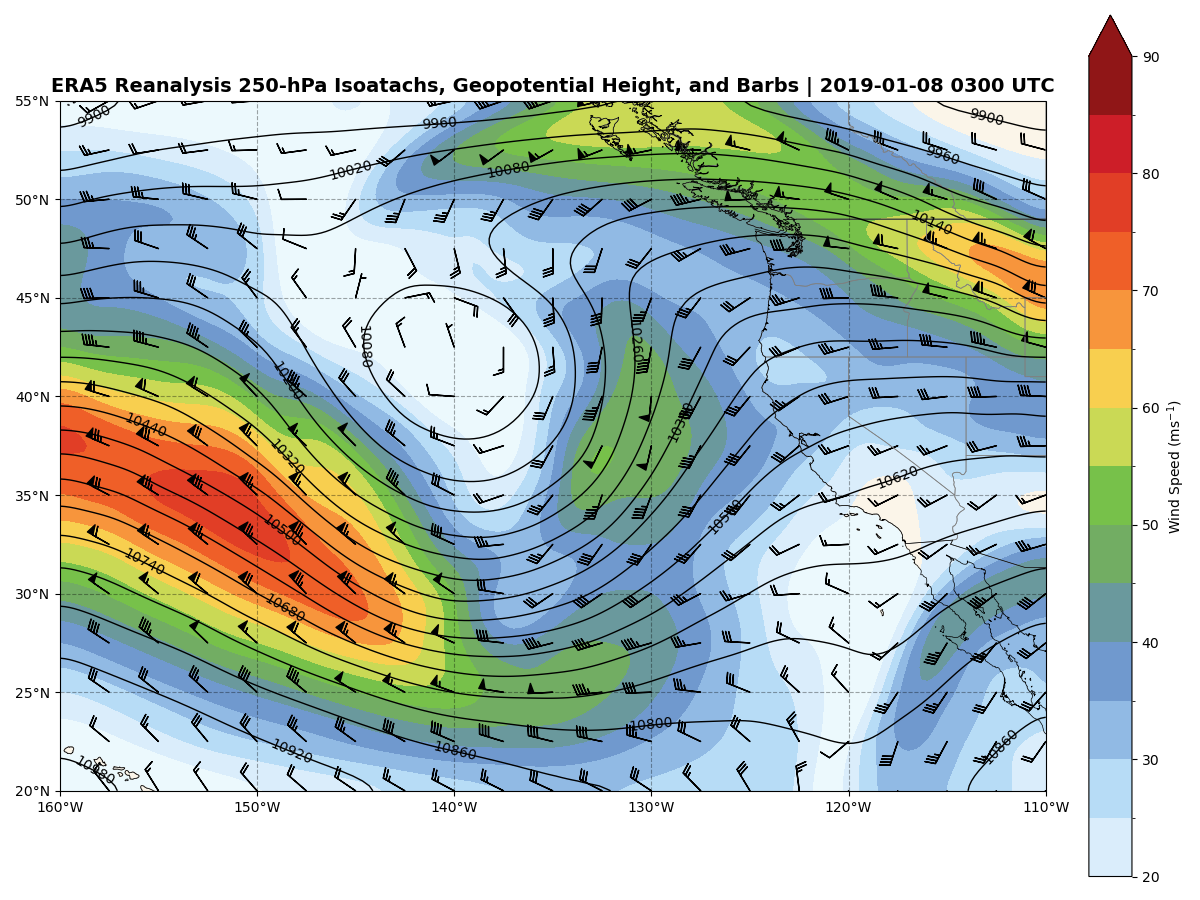 ERA5 Reanalysis 250-hPa Isoatachs, Geopotential Height, and Barbs | 2019-01-08 0300 UTC
55°N
50°N
45°N
40°N
35°N
30°N
25°N
20°N
160°W
150°W
140°W
130°W
120°W
110°W
9900
9960
9900
9960
10020
10080
10140
10080
10260
10380
10440
10320
10500
10620
10740
10680
10800
10920
10860
10980
10860
90
80
70
60
50
40
30
20
Wind Speed (ms⁻¹)